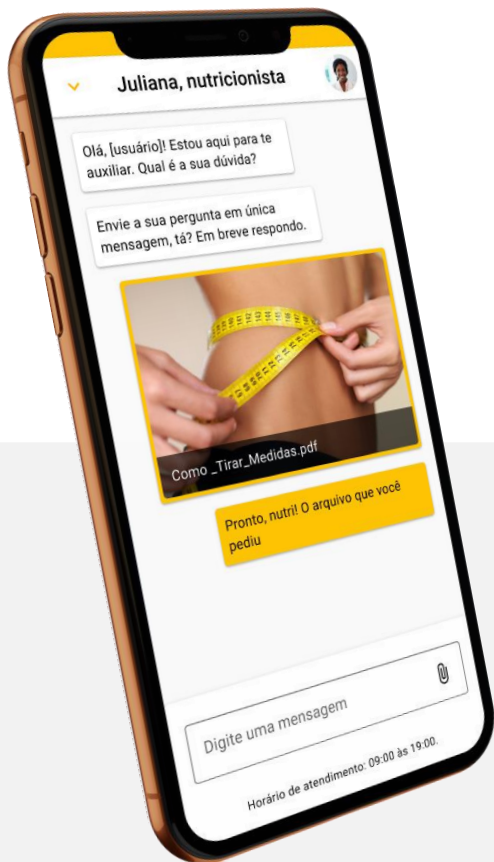 Juliana, nutricionista
Olá, [usuário]! Estou aqui para te
auxiliar. Qual é a sua dúvida?
Envie a sua pergunta em única
mensagem, tá? Em breve respondo.
Como _Tirar_Medidas.pdf
Pronto, nutri! O arquivo que você
pediu
Digite uma mensagem
Horário de atendimento: 09:00 às 19:00.